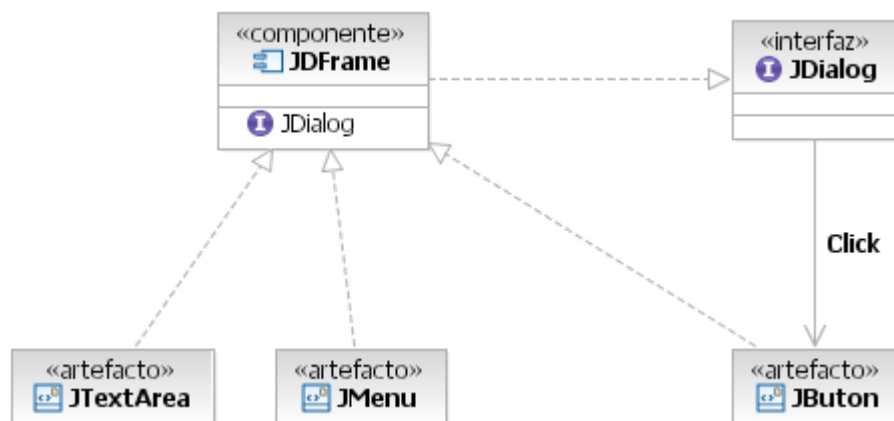 «componente»
JDFrame
JDialog
«interfaz»
JDialog
Click
«artefacto»
JTextArea
«artefacto»
JMenu
«artefacto»
JButon